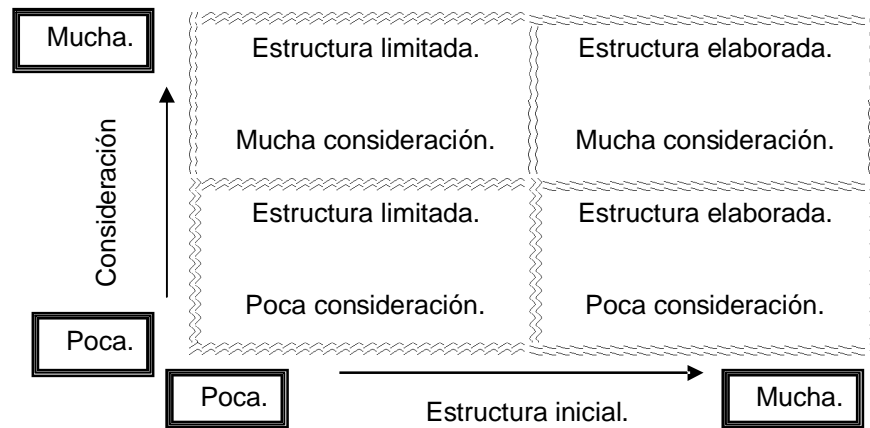 Mucha.
Estructura limitada.
Estructura elaborada.
Mucha consideración.
Mucha consideración.
Consideración
Estructura limitada.
Estructura elaborada.
Poca consideración.
Poca consideración.
Poca.
Poca.
Estructura inicial.
Mucha.